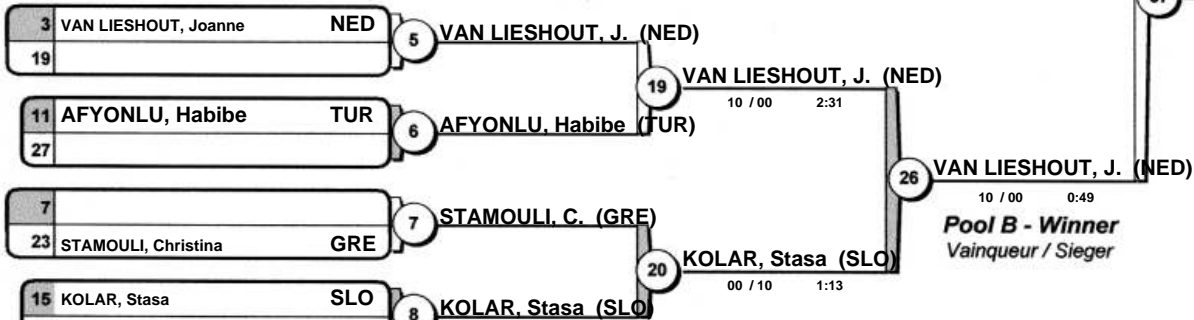 3 VAN LIESHOUT, Joanne NED
19
5 VAN LIESHOUT, J. (NED)
11 AFYONLU, Habibe TUR
27
6 AFYONLU, Habibe (TUR)
19 VAN LIESHOUT, J. (NED)
10 / 00 2:31
7
23 STAMOULI, Christina GRE
7 STAMOULI, C. (GRE)
15 KOLAR, Stasa SLO
8 KOLAR, Stasa (SLO)
20 KOLAR, Stasa (SLO)
00 / 10 1:13
26 VAN LIESHOUT, J. (NED)
10 / 00 0:49
Pool B - Winner
Vainqueur / Sieger